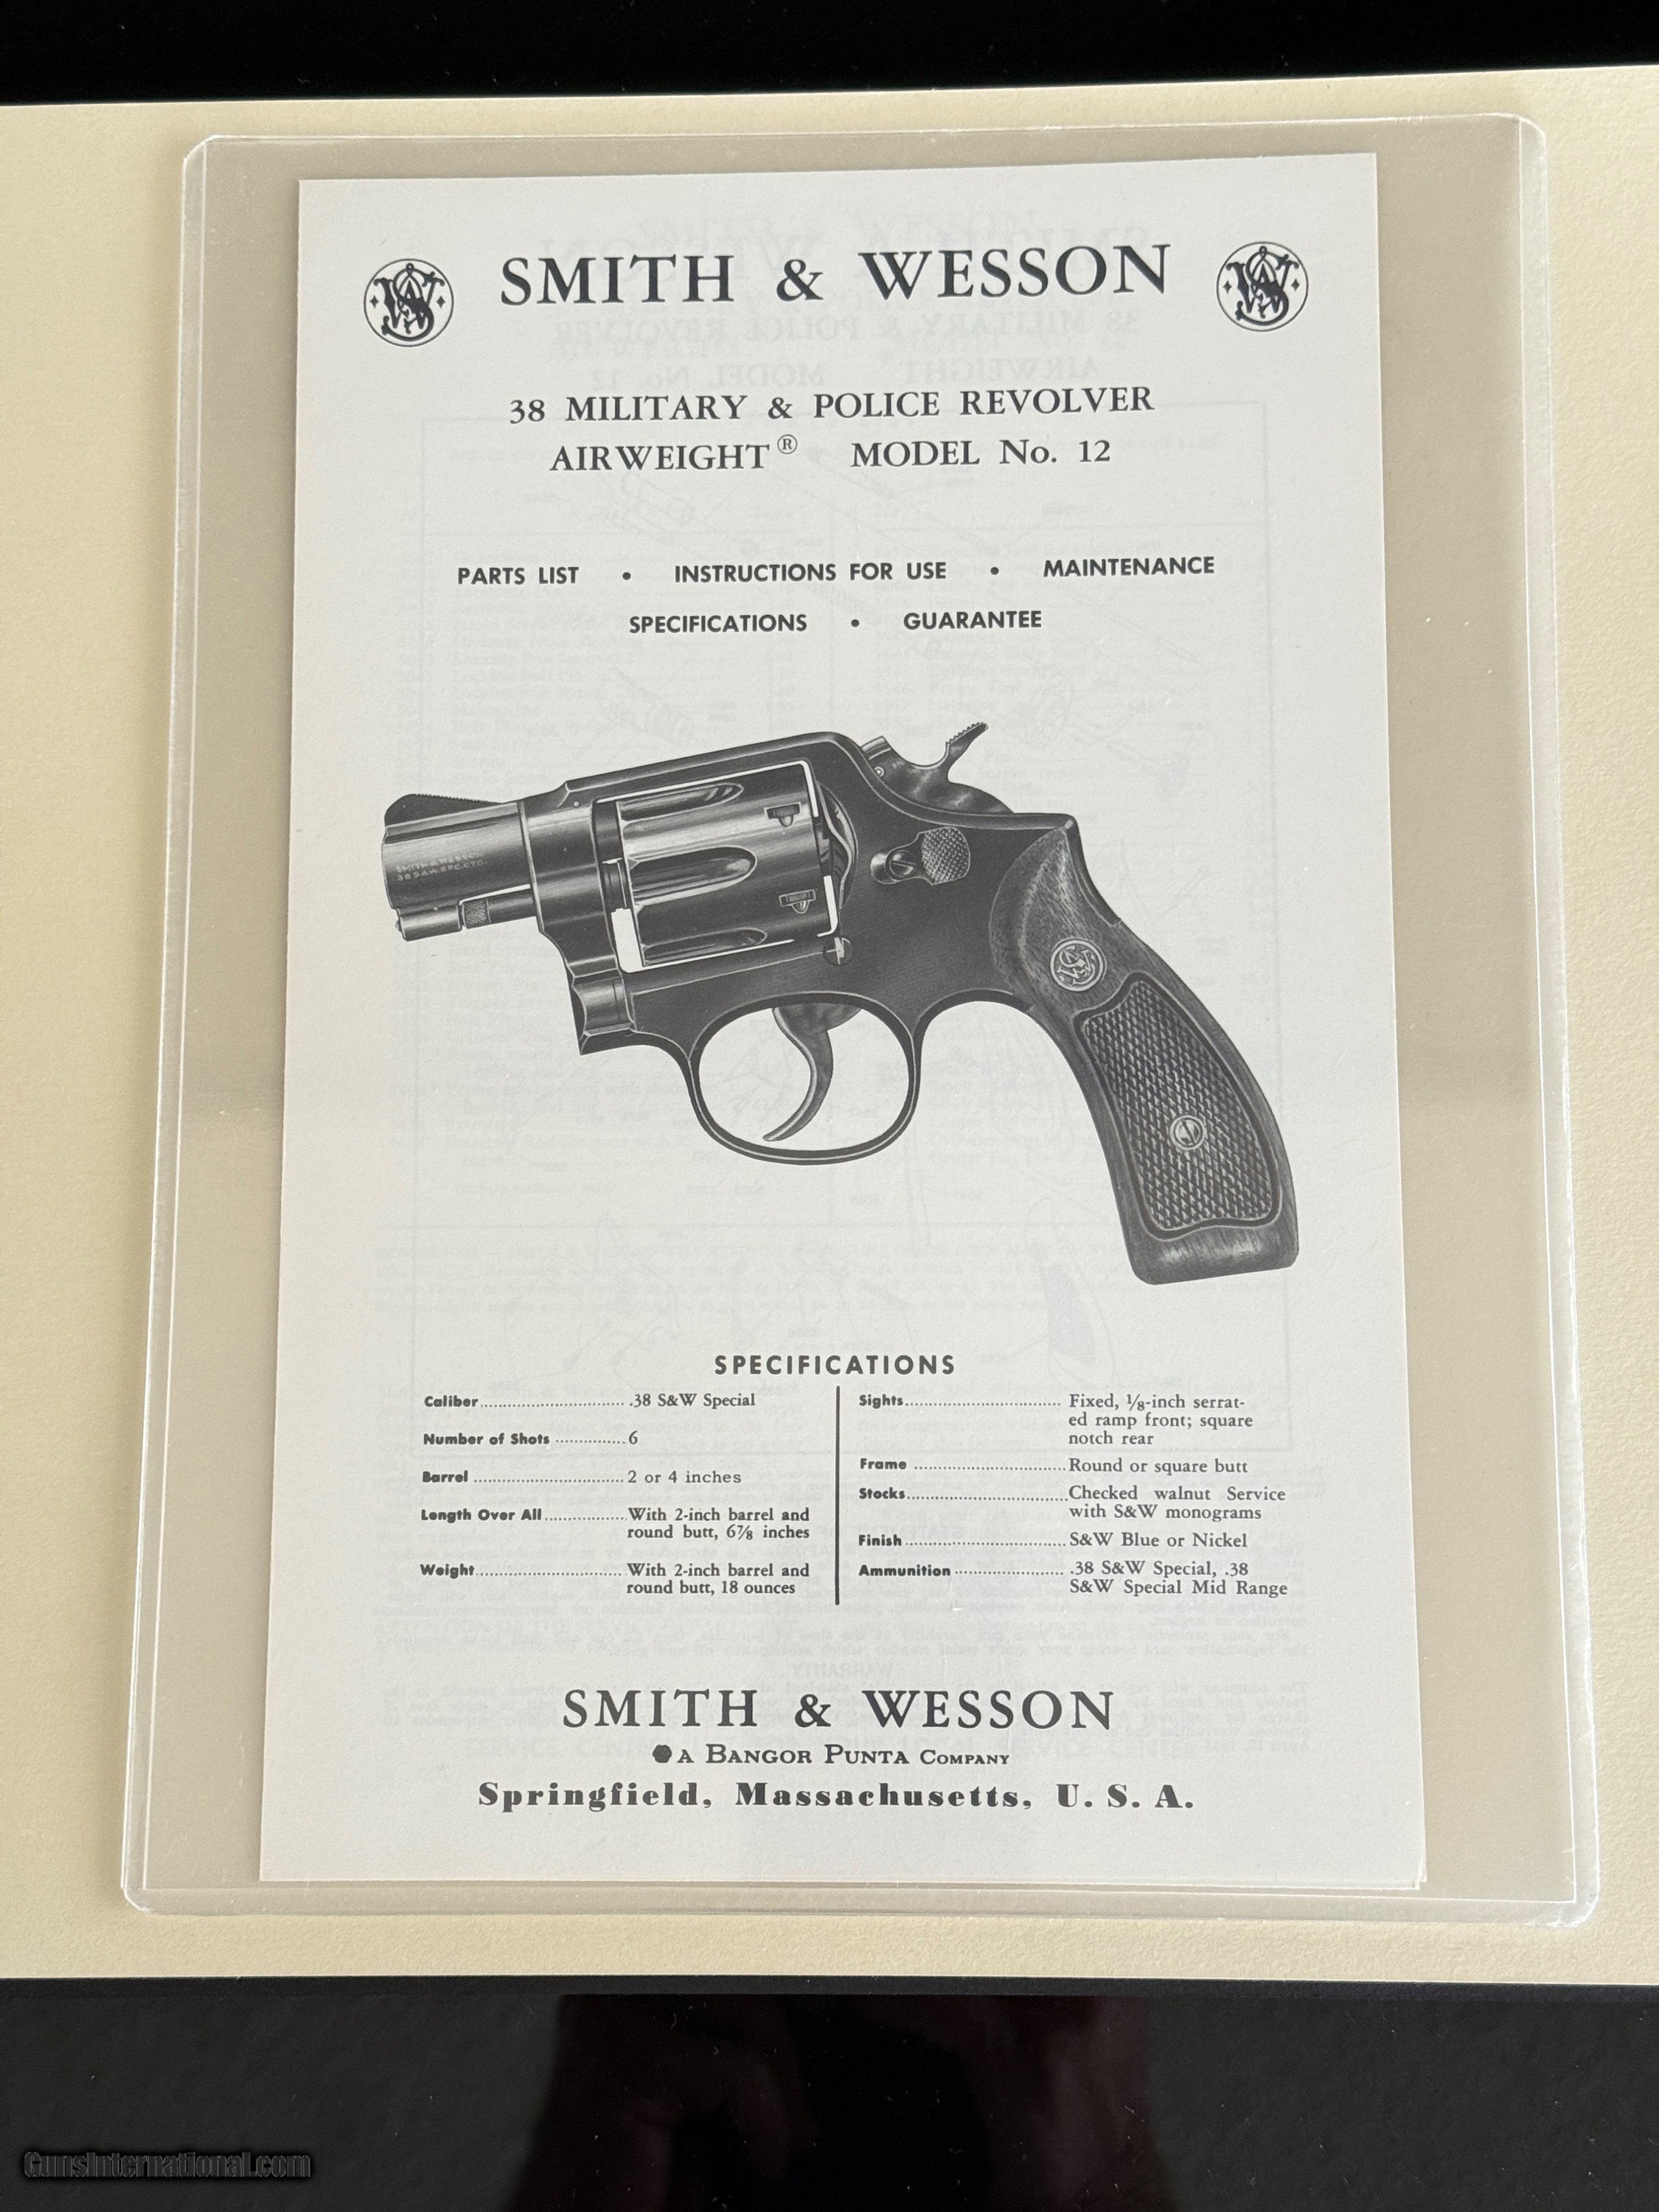 SMITH & WESSON
38 MILITARY & POLICE REVOLVER
AIRWEIGHT® MODEL No. 12
PARTS LIST • INSTRUCTIONS FOR USE • MAINTENANCE
SPECIFICATIONS • GUARANTEE
SMITH & WESSON
38 S.&W. SPC. CTG.
SPECIFICATIONS
Caliber .............................. .38 S&W Special
Number of Shots .............. 6
Barrel ............................... 2 or 4 inches
Length Over All ................. With 2-inch barrel and
round butt, 6⅞ inches
Weight .............................. With 2-inch barrel and
round butt, 18 ounces
Sights ................................ Fixed, ⅛-inch serrat-
ed ramp front; square
notch rear
Frame ................................ Round or square butt
Stocks ................................ Checked walnut Service
with S&W monograms
Finish ................................. S&W Blue or Nickel
Ammunition ....................... .38 S&W Special, .38
S&W Special Mid Range
SMITH & WESSON
A BANGOR PUNTA COMPANY
Springfield, Massachusetts, U. S. A.
GunsInternational.com